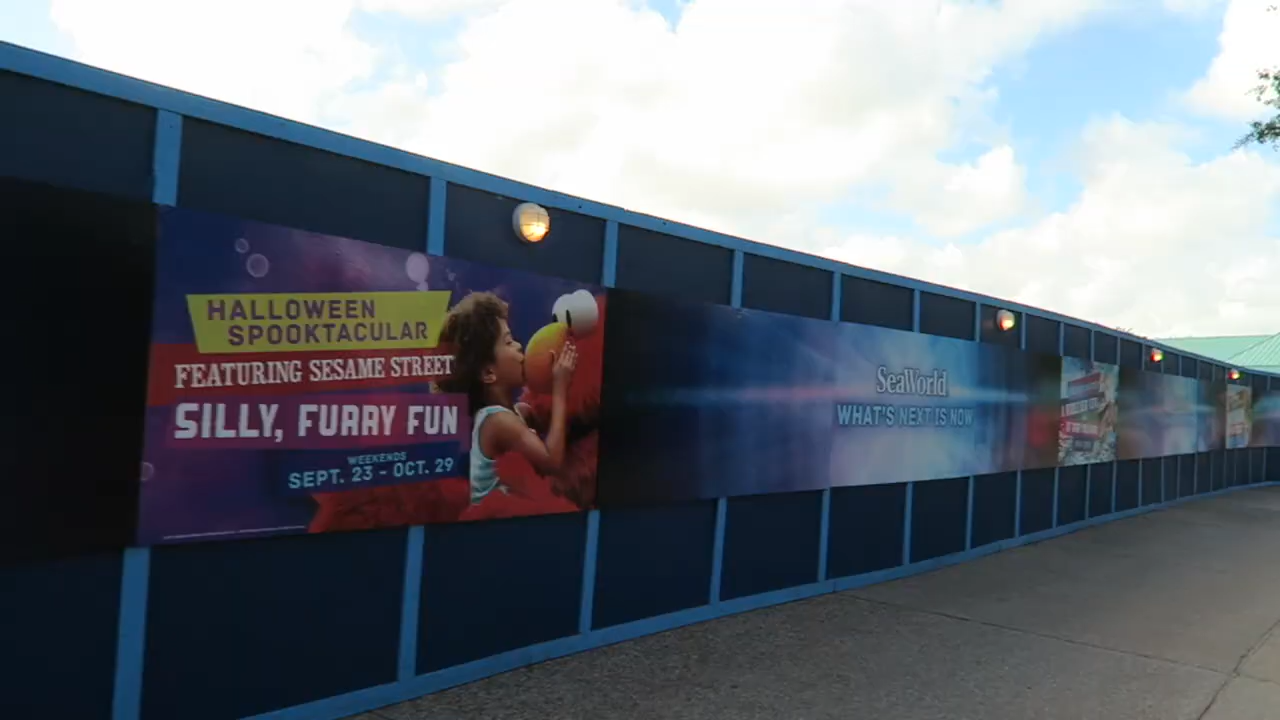 HALLOWEEN
SPOOKTACULAR
FEATURING SESAME STREET
SILLY, FURRY FUN
WEEKENDS
SEPT. 23 - OCT. 29
SeaWorld
WHAT'S NEXT IS NOW